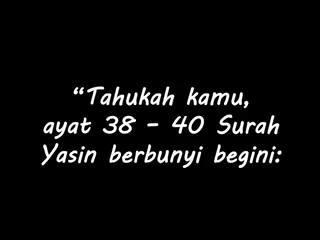 “Tahukah kamu,
ayat 38 – 40 Surah
Yasin berbunyi begini: